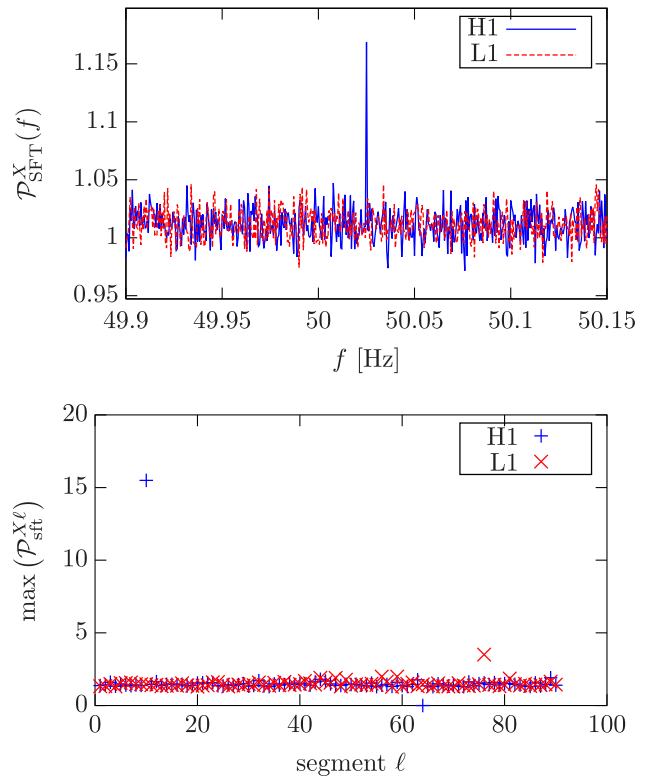 𝒫^X_SFT(f)
1.15
1.1
1.05
1
0.95
H1
L1
49.9 49.95 50 50.05 50.1 50.15
f [Hz]
max (𝒫^{Xℓ}_sft)
20
15
10
5
0
H1
L1
0 20 40 60 80 100
segment ℓ